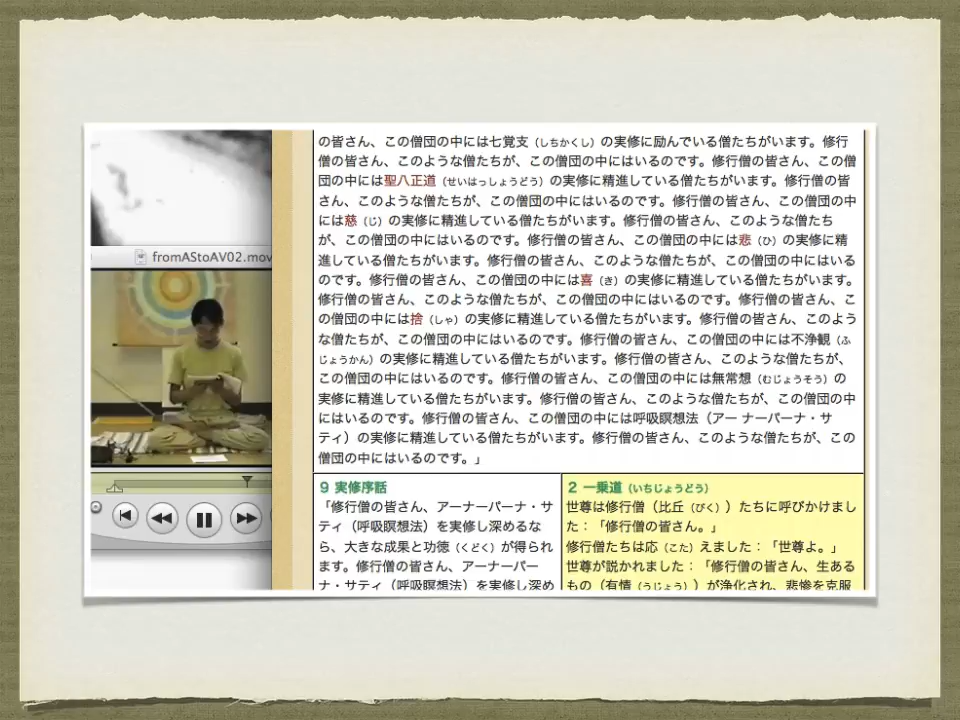 fromAStoAV02.mov
の皆さん、この僧団の中には七覚支（しちかくし）の実修に励んでいる僧たちがいます。修行
僧の皆さん、このような僧たちが、この僧団の中にはいるのです。修行僧の皆さん、この僧
団の中には聖八正道（せいはっしょうどう）の実修に精進している僧たちがいます。修行僧の皆
さん、このような僧たちが、この僧団の中にはいるのです。修行僧の皆さん、この僧団の中
には慈（じ）の実修に精進している僧たちがいます。修行僧の皆さん、このような僧たち
が、この僧団の中にはいるのです。修行僧の皆さん、この僧団の中には悲（ひ）の実修に精
進している僧たちがいます。修行僧の皆さん、このような僧たちが、この僧団の中にはいる
のです。修行僧の皆さん、この僧団の中には喜（き）の実修に精進している僧たちがいます。
修行僧の皆さん、このような僧たちが、この僧団の中にはいるのです。修行僧の皆さん、こ
の僧団の中には捨（しゃ）の実修に精進している僧たちがいます。修行僧の皆さん、このよう
な僧たちが、この僧団の中にはいるのです。修行僧の皆さん、この僧団の中には不浄観（ふ
じょうかん）の実修に精進している僧たちがいます。修行僧の皆さん、このような僧たちが、
この僧団の中にはいるのです。修行僧の皆さん、この僧団の中には無常想（むじょうそう）の
実修に精進している僧たちがいます。修行僧の皆さん、このような僧たちが、この僧団の中
にはいるのです。修行僧の皆さん、この僧団の中には呼吸瞑想法（アー ナーパーナ・サ
ティ）の実修に精進している僧たちがいます。修行僧の皆さん、このような僧たちが、この
僧団の中にはいるのです。」
9 実修序話
「修行僧の皆さん、アーナーパーナ・サ
ティ（呼吸瞑想法）を実修し深めるな
ら、大きな成果と功徳（くどく）が得られ
ます。修行僧の皆さん、アーナーパー
ナ・サティ（呼吸瞑想法）を実修し深め
2 一乗道（いちじょうどう）
世尊は修行僧（比丘（びく））たちに呼びかけまし
た：「修行僧の皆さん。」
修行僧たちは応（こた）えました：「世尊よ。」
世尊が説かれました：「修行僧の皆さん、生ある
もの（有情（うじょう））が浄化され、悲惨を克服